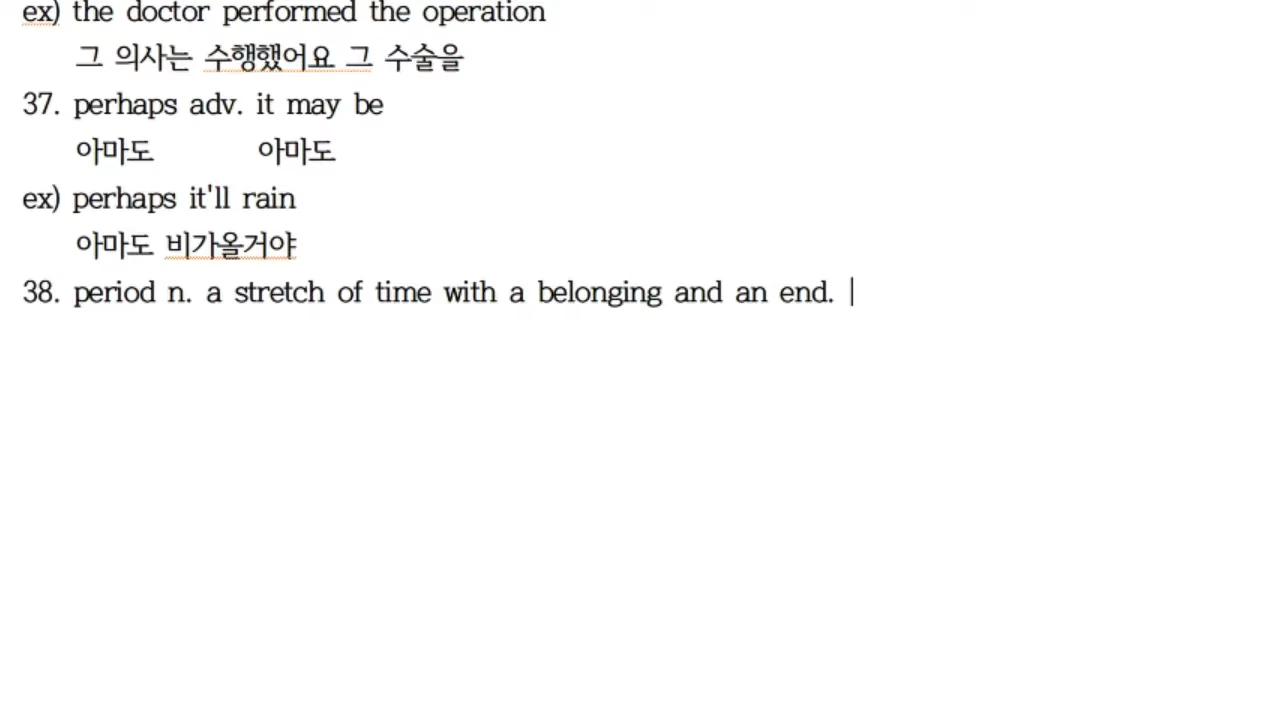 ex) the doctor performed the operation
그 의사는 수행했어요 그 수술을
37. perhaps adv. it may be
아마도 아마도
ex) perhaps it'll rain
아마도 비가올거야
38. period n. a stretch of time with a belonging and an end.